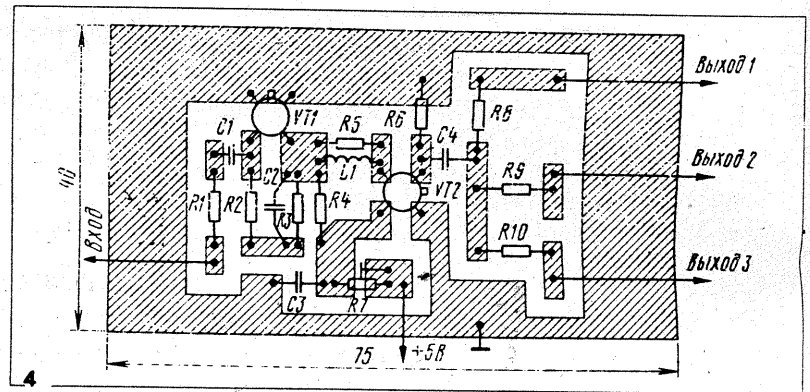 40
Вход
R1
C1
R2
VT1
C2
R3
R4
R5
L1
C3
R7
R6
C4
VT2
R8
R9
R10
Выход 1
Выход 2
Выход 3
+5В
75
4